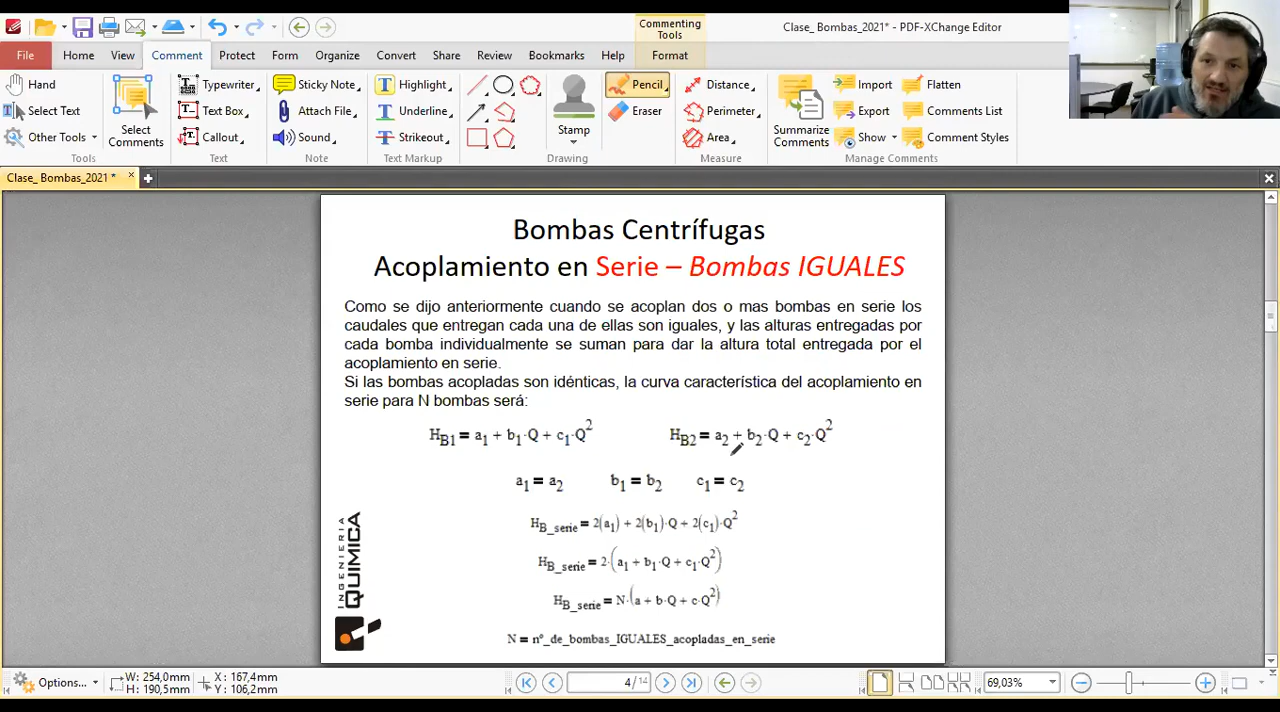 Commenting
Tools
Clase_Bombas_2021* - PDF-XChange Editor
File
Home
View
Comment
Protect
Form
Organize
Convert
Share
Review
Bookmarks
Help
Format
Hand
Select Text
Other Tools
Tools
Select
Comments
Typewriter
Text Box
Callout
Text
Sticky Note
Attach File
Sound
Note
Highlight
Underline
Strikeout
Text Markup
Stamp
Pencil
Eraser
Drawing
Distance
Perimeter
Area
Measure
Summarize
Comments
Import
Export
Show
Flatten
Comments List
Comment Styles
Manage Comments
Clase_ Bombas_2021 *
Bombas Centrífugas
Acoplamiento en Serie – Bombas IGUALES
Como se dijo anteriormente cuando se acoplan dos o mas bombas en serie los
caudales que entregan cada una de ellas son iguales, y las alturas entregadas por
cada bomba individualmente se suman para dar la altura total entregada por el
acoplamiento en serie.
Si las bombas acopladas son idénticas, la curva característica del acoplamiento en
serie para N bombas será:
H_B1 = a₁ + b₁·Q + c₁·Q² H_B2 = a₂ + b₂·Q + c₂·Q²
a₁ = a₂ b₁ = b₂ c₁ = c₂
H_B_serie = 2(a₁) + 2(b₁)·Q + 2(c₁)·Q²
H_B_serie = 2·(a₁ + b₁·Q + c₁·Q²)
H_B_serie = N·(a + b·Q + c·Q²)
N = nº_de_bombas_IGUALES_acopladas_en_serie
INGENIERIA
QUIMICA
Options...
W: 254,0mm
H: 190,5mm
X: 167,4mm
Y: 106,2mm
4 / 14
69,03%